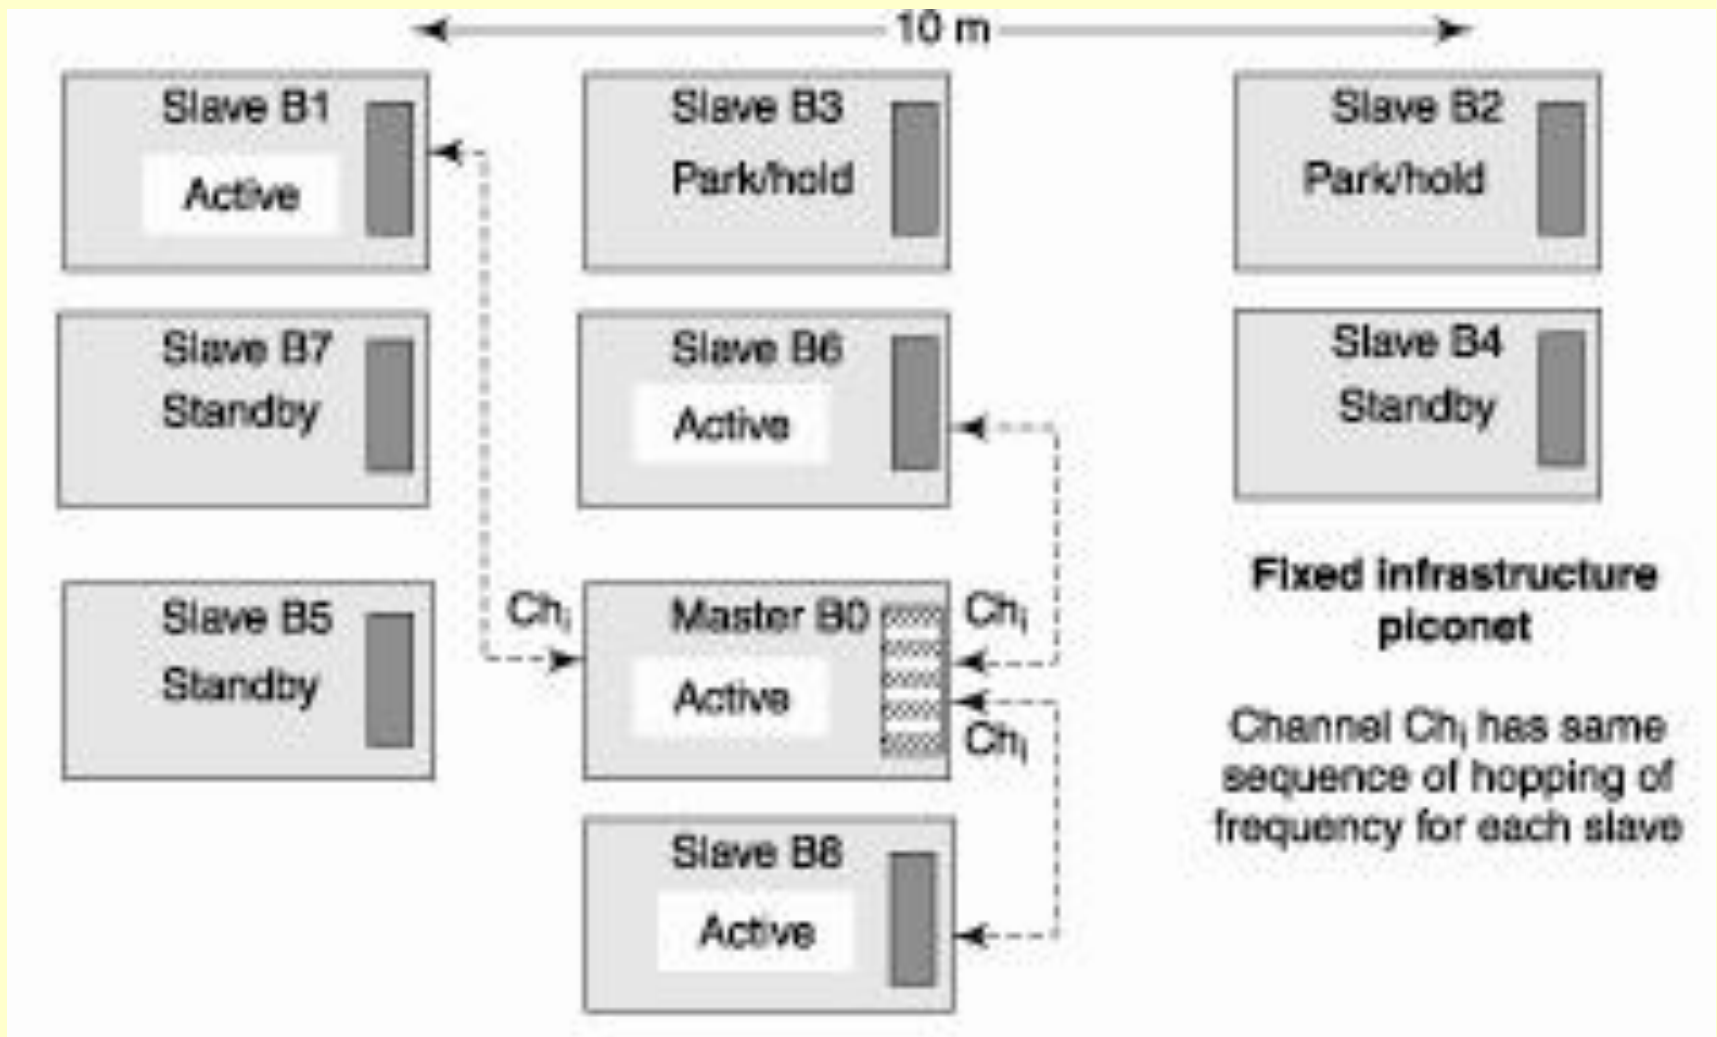 10 m
Slave B1
Active
Slave B3
Park/hold
Slave B2
Park/hold
Slave B7
Standby
Slave B6
Active
Slave B4
Standby
Slave B5
Standby
Chi
Master B0
Active
Chi
Chi
Slave B8
Active
Fixed infrastructure
piconet
Channel Chi has same
sequence of hopping of
frequency for each slave